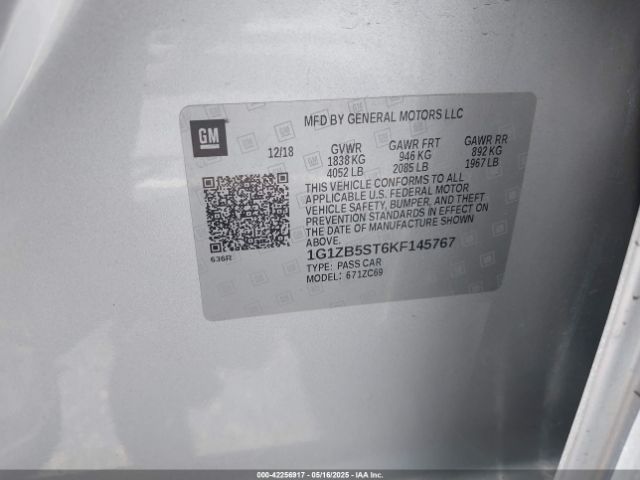 MFD BY GENERAL MOTORS LLC
GM
12/18 GVWR GAWR FRT GAWR RR
1838 KG 946 KG 892 KG
4052 LB 2085 LB 1967 LB
THIS VEHICLE CONFORMS TO ALL
APPLICABLE U.S. FEDERAL MOTOR
VEHICLE SAFETY, BUMPER, AND THEFT
PREVENTION STANDARDS IN EFFECT ON
THE DATE OF MANUFACTURE SHOWN
ABOVE.
636R
1G1ZB5ST6KF145767
TYPE: PASS CAR
MODEL: 671ZC69
000-42256917 - 05/16/2025 - IAA Inc.